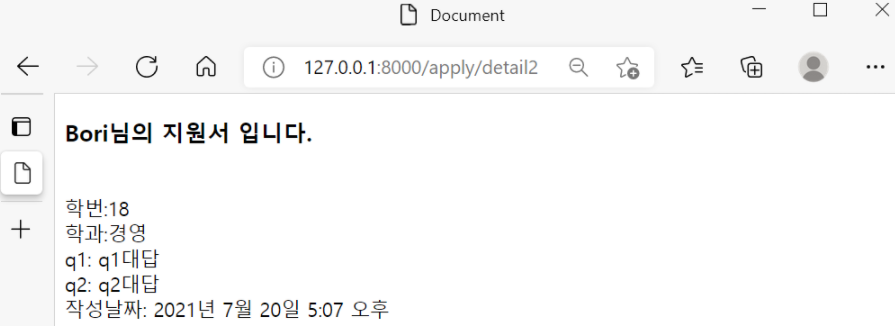 Document
127.0.0.1:8000/apply/detail2
Bori님의 지원서 입니다.
학번:18
학과:경영
q1: q1대답
q2: q2대답
작성날짜: 2021년 7월 20일 5:07 오후